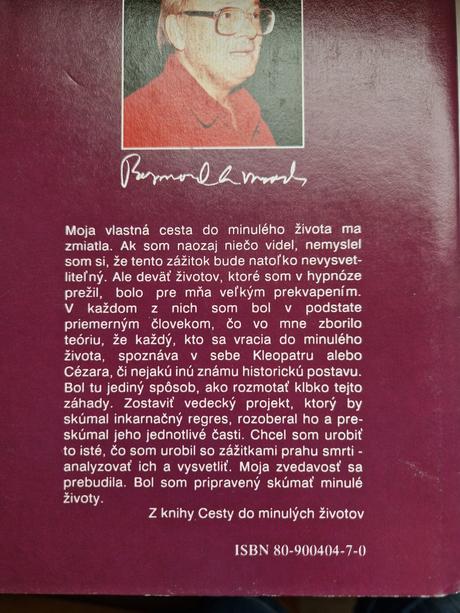 Raymond A. Moody
Moja vlastná cesta do minulého života ma
zmiatla. Ak som naozaj niečo videl, nemyslel
som si, že tento zážitok bude natoľko nevysvet-
liteľný. Ale deväť životov, ktoré som v hypnóze
prežil, bolo pre mňa veľkým prekvapením.
V každom z nich som bol v podstate
priemerným človekom, čo vo mne zborilo
teóriu, že každý, kto sa vracia do minulého
života, spoznáva v sebe Kleopatru alebo
Cézara, či nejakú inú známu historickú postavu.
Bol tu jediný spôsob, ako rozmotať klbko tejto
záhady. Zostaviť vedecký projekt, ktorý by
skúmal inkarnačný regres, rozoberal ho a pre-
skúmal jeho jednotlivé časti. Chcel som urobiť
to isté, čo som urobil so zážitkami prahu smrti -
analyzovať ich a vysvetliť. Moja zvedavosť sa
prebudila. Bol som pripravený skúmať minulé
životy.
Z knihy Cesty do minulých životov
ISBN 80-900404-7-0